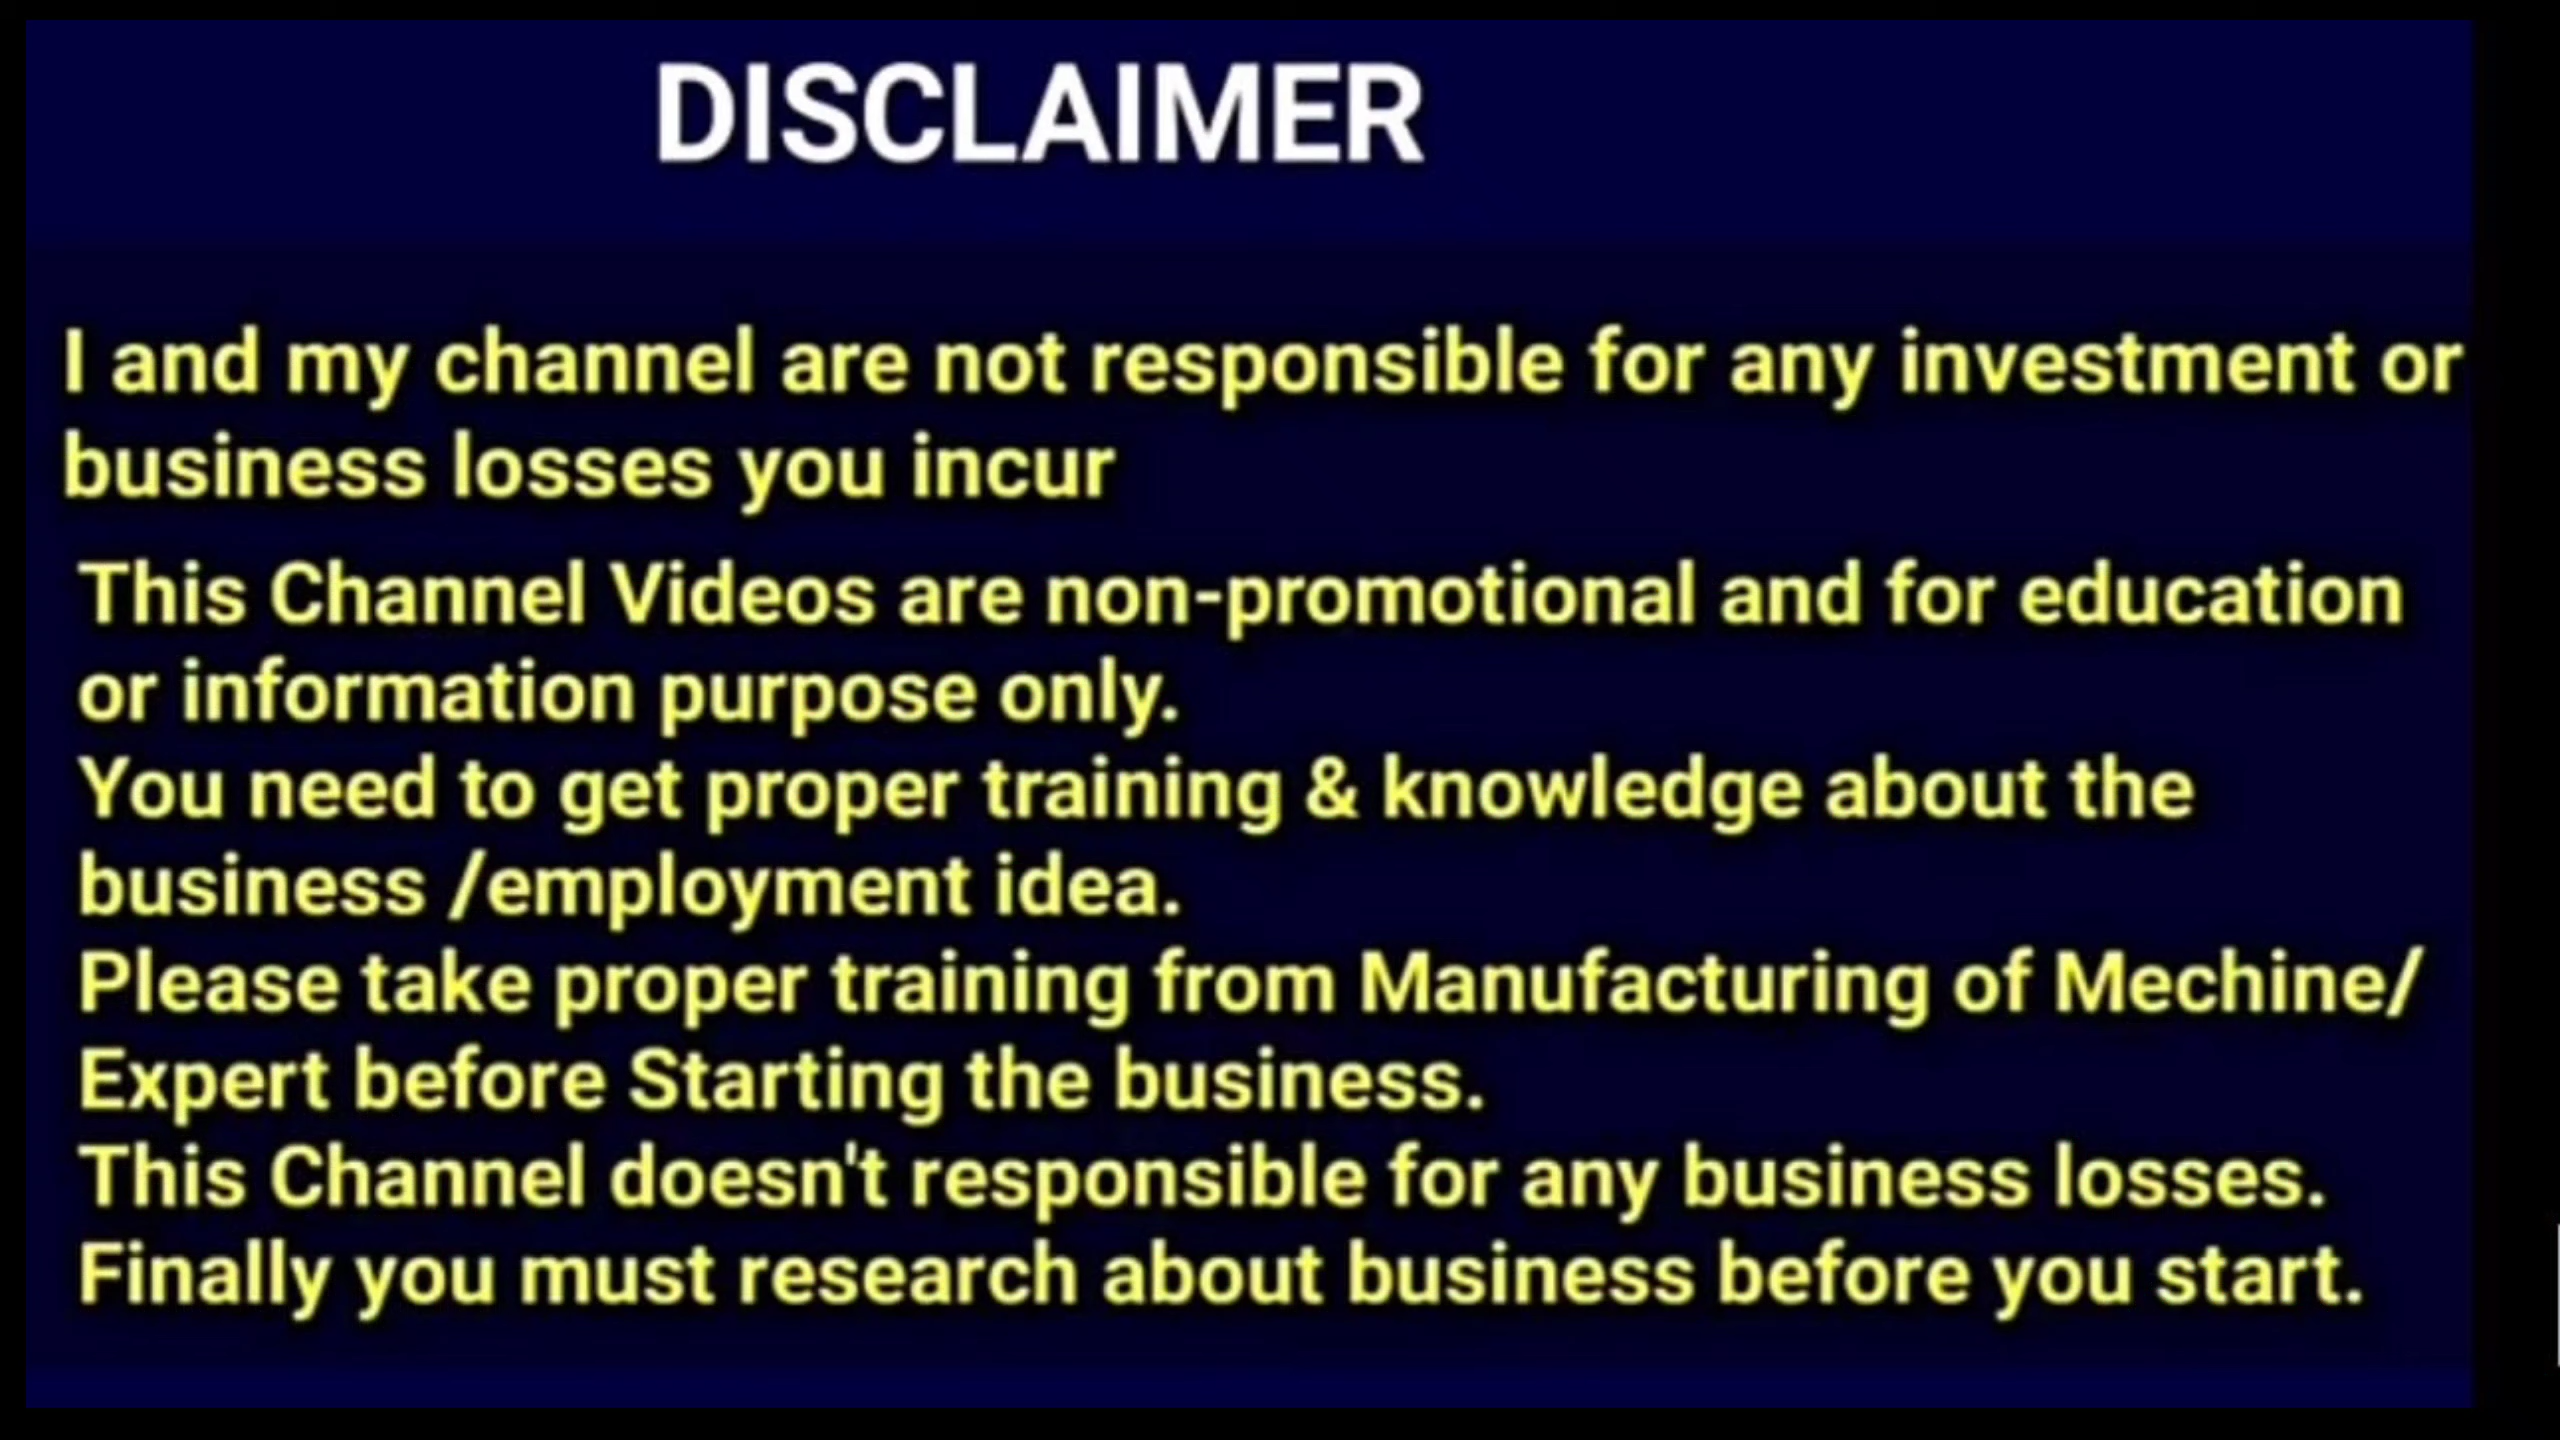 DISCLAIMER
I and my channel are not responsible for any investment or
business losses you incur
This Channel Videos are non-promotional and for education
or information purpose only.
You need to get proper training & knowledge about the
business /employment idea.
Please take proper training from Manufacturing of Mechine/
Expert before Starting the business.
This Channel doesn't responsible for any business losses.
Finally you must research about business before you start.